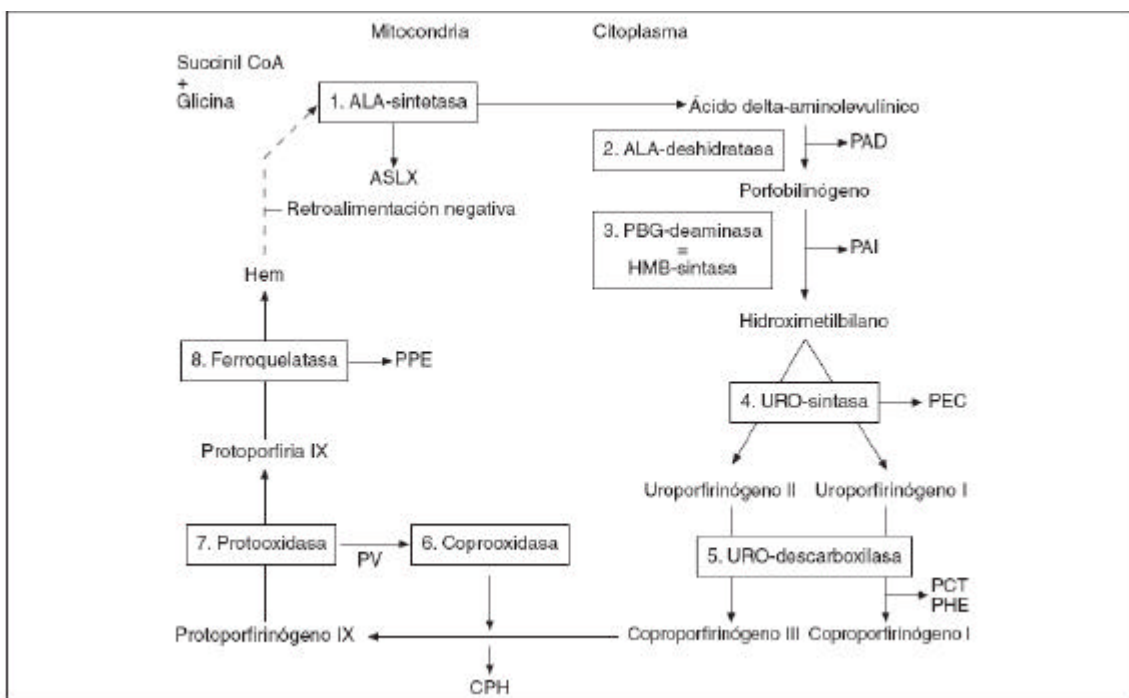 Mitocondria
Citoplasma
Succinil CoA
+
Glicina
1. ALA-sintetasa
Ácido delta-aminolevulínico
2. ALA-deshidratasa
PAD
ASLX
Porfobilinógeno
Retroalimentación negativa
3. PBG-deaminasa
=
HMB-sintasa
PAI
Hem
Hidroximetilbilano
8. Ferroquelatasa
PPE
4. URO-sintasa
PEC
Protoporfiria IX
Uroporfirinógeno II
Uroporfirinógeno I
7. Protooxidasa
PV
6. Coprooxidasa
5. URO-descarboxilasa
PCT
PHE
Protoporfirinógeno IX
Coproporfirinógeno III
Coproporfirinógeno I
CPH